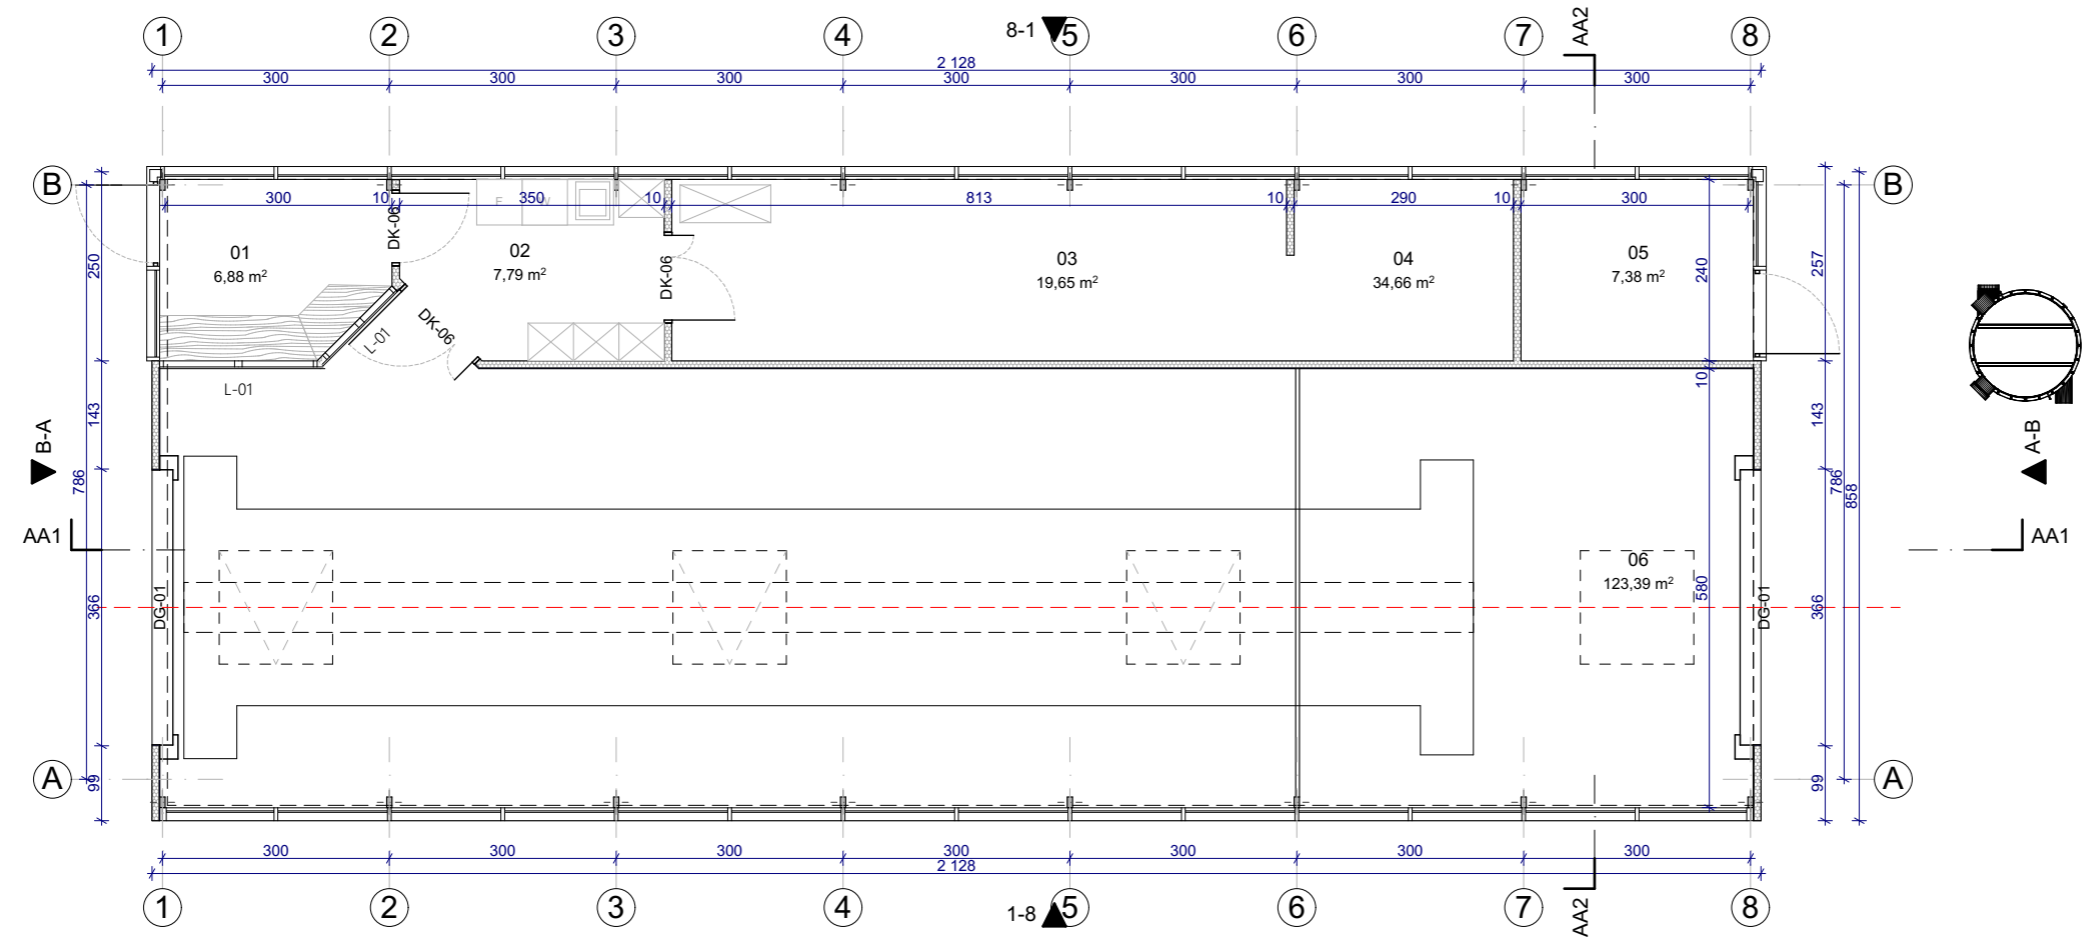 1 2 3 4 8-1 5 6 7 AA2 8
2 128
300 300 300 300 300 300 300
B B
300 10 350 10 813 10 290 10 300
DK-06
F W
01
6,88 m²
02
7,79 m²
DK-06
03
19,65 m²
04
34,66 m²
05
7,38 m²
250 240 257
DK-06
L-01
L-01
10
143 143
B-A A-B
786 786 858
AA1 AA1
06
123,39 m²
DG-01 DG-01
366 580 366
A A
99 99
300 300 300 300 300 300 300
2 128
1 2 3 4 1-8 5 6 7 AA2 8